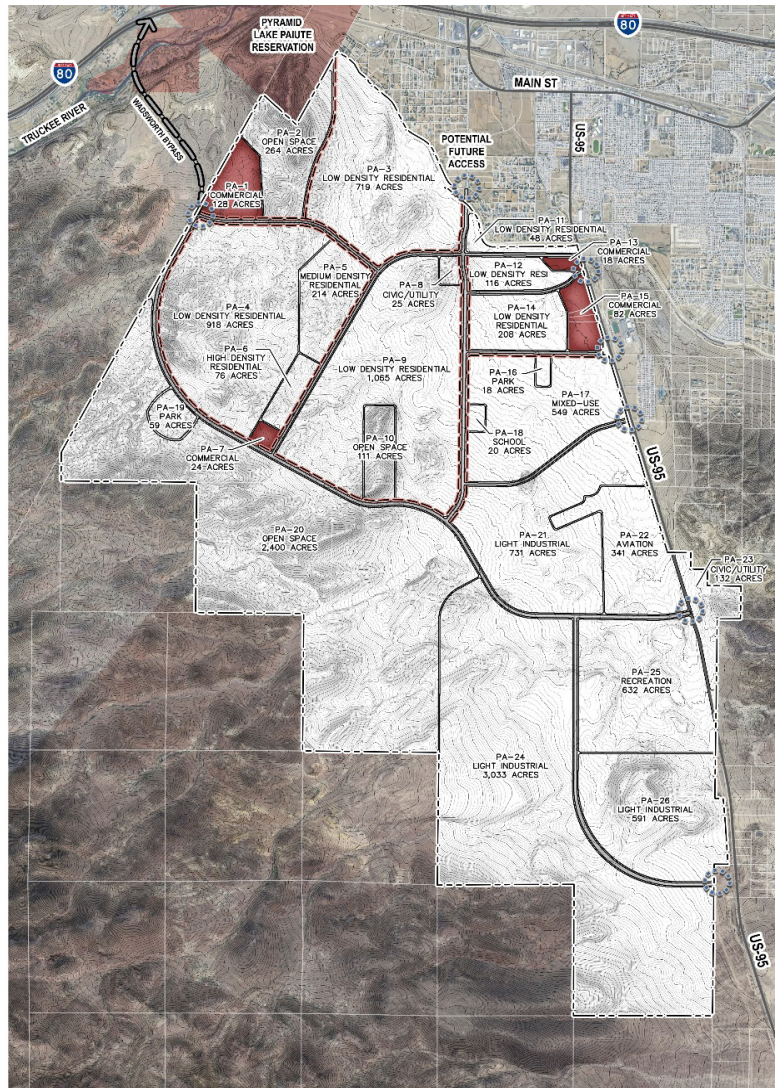 INTERSTATE
80
PYRAMID
LAKE PAIUTE
RESERVATION
INTERSTATE
80
MAIN ST
TRUCKEE RIVER
WADSWORTH BYPASS
US-95
POTENTIAL
FUTURE
ACCESS
PA-2
OPEN SPACE
264 ACRES
PA-1
COMMERCIAL
128 ACRES
PA-3
LOW DENSITY RESIDENTIAL
719 ACRES
PA-11
LOW DENSITY RESIDENTIAL
48 ACRES
PA-13
COMMERCIAL
18 ACRES
PA-12
LOW DENSITY RESI
116 ACRES
PA-5
MEDIUM DENSITY
RESIDENTIAL
214 ACRES
PA-8
CIVIC/UTILITY
25 ACRES
PA-15
COMMERCIAL
82 ACRES
PA-4
LOW DENSITY RESIDENTIAL
918 ACRES
PA-14
LOW DENSITY
RESIDENTIAL
208 ACRES
PA-6
HIGH DENSITY
RESIDENTIAL
76 ACRES
PA-9
LOW DENSITY RESIDENTIAL
1,065 ACRES
PA-16
PARK
18 ACRES
PA-17
MIXED-USE
549 ACRES
PA-19
PARK
59 ACRES
PA-7
COMMERCIAL
24 ACRES
PA-10
OPEN SPACE
111 ACRES
PA-18
SCHOOL
20 ACRES
US-95
PA-20
OPEN SPACE
2,400 ACRES
PA-21
LIGHT INDUSTRIAL
731 ACRES
PA-22
AVIATION
341 ACRES
PA-23
CIVIC/UTILITY
132 ACRES
PA-25
RECREATION
632 ACRES
PA-24
LIGHT INDUSTRIAL
3,033 ACRES
PA-26
LIGHT INDUSTRIAL
591 ACRES
US-95